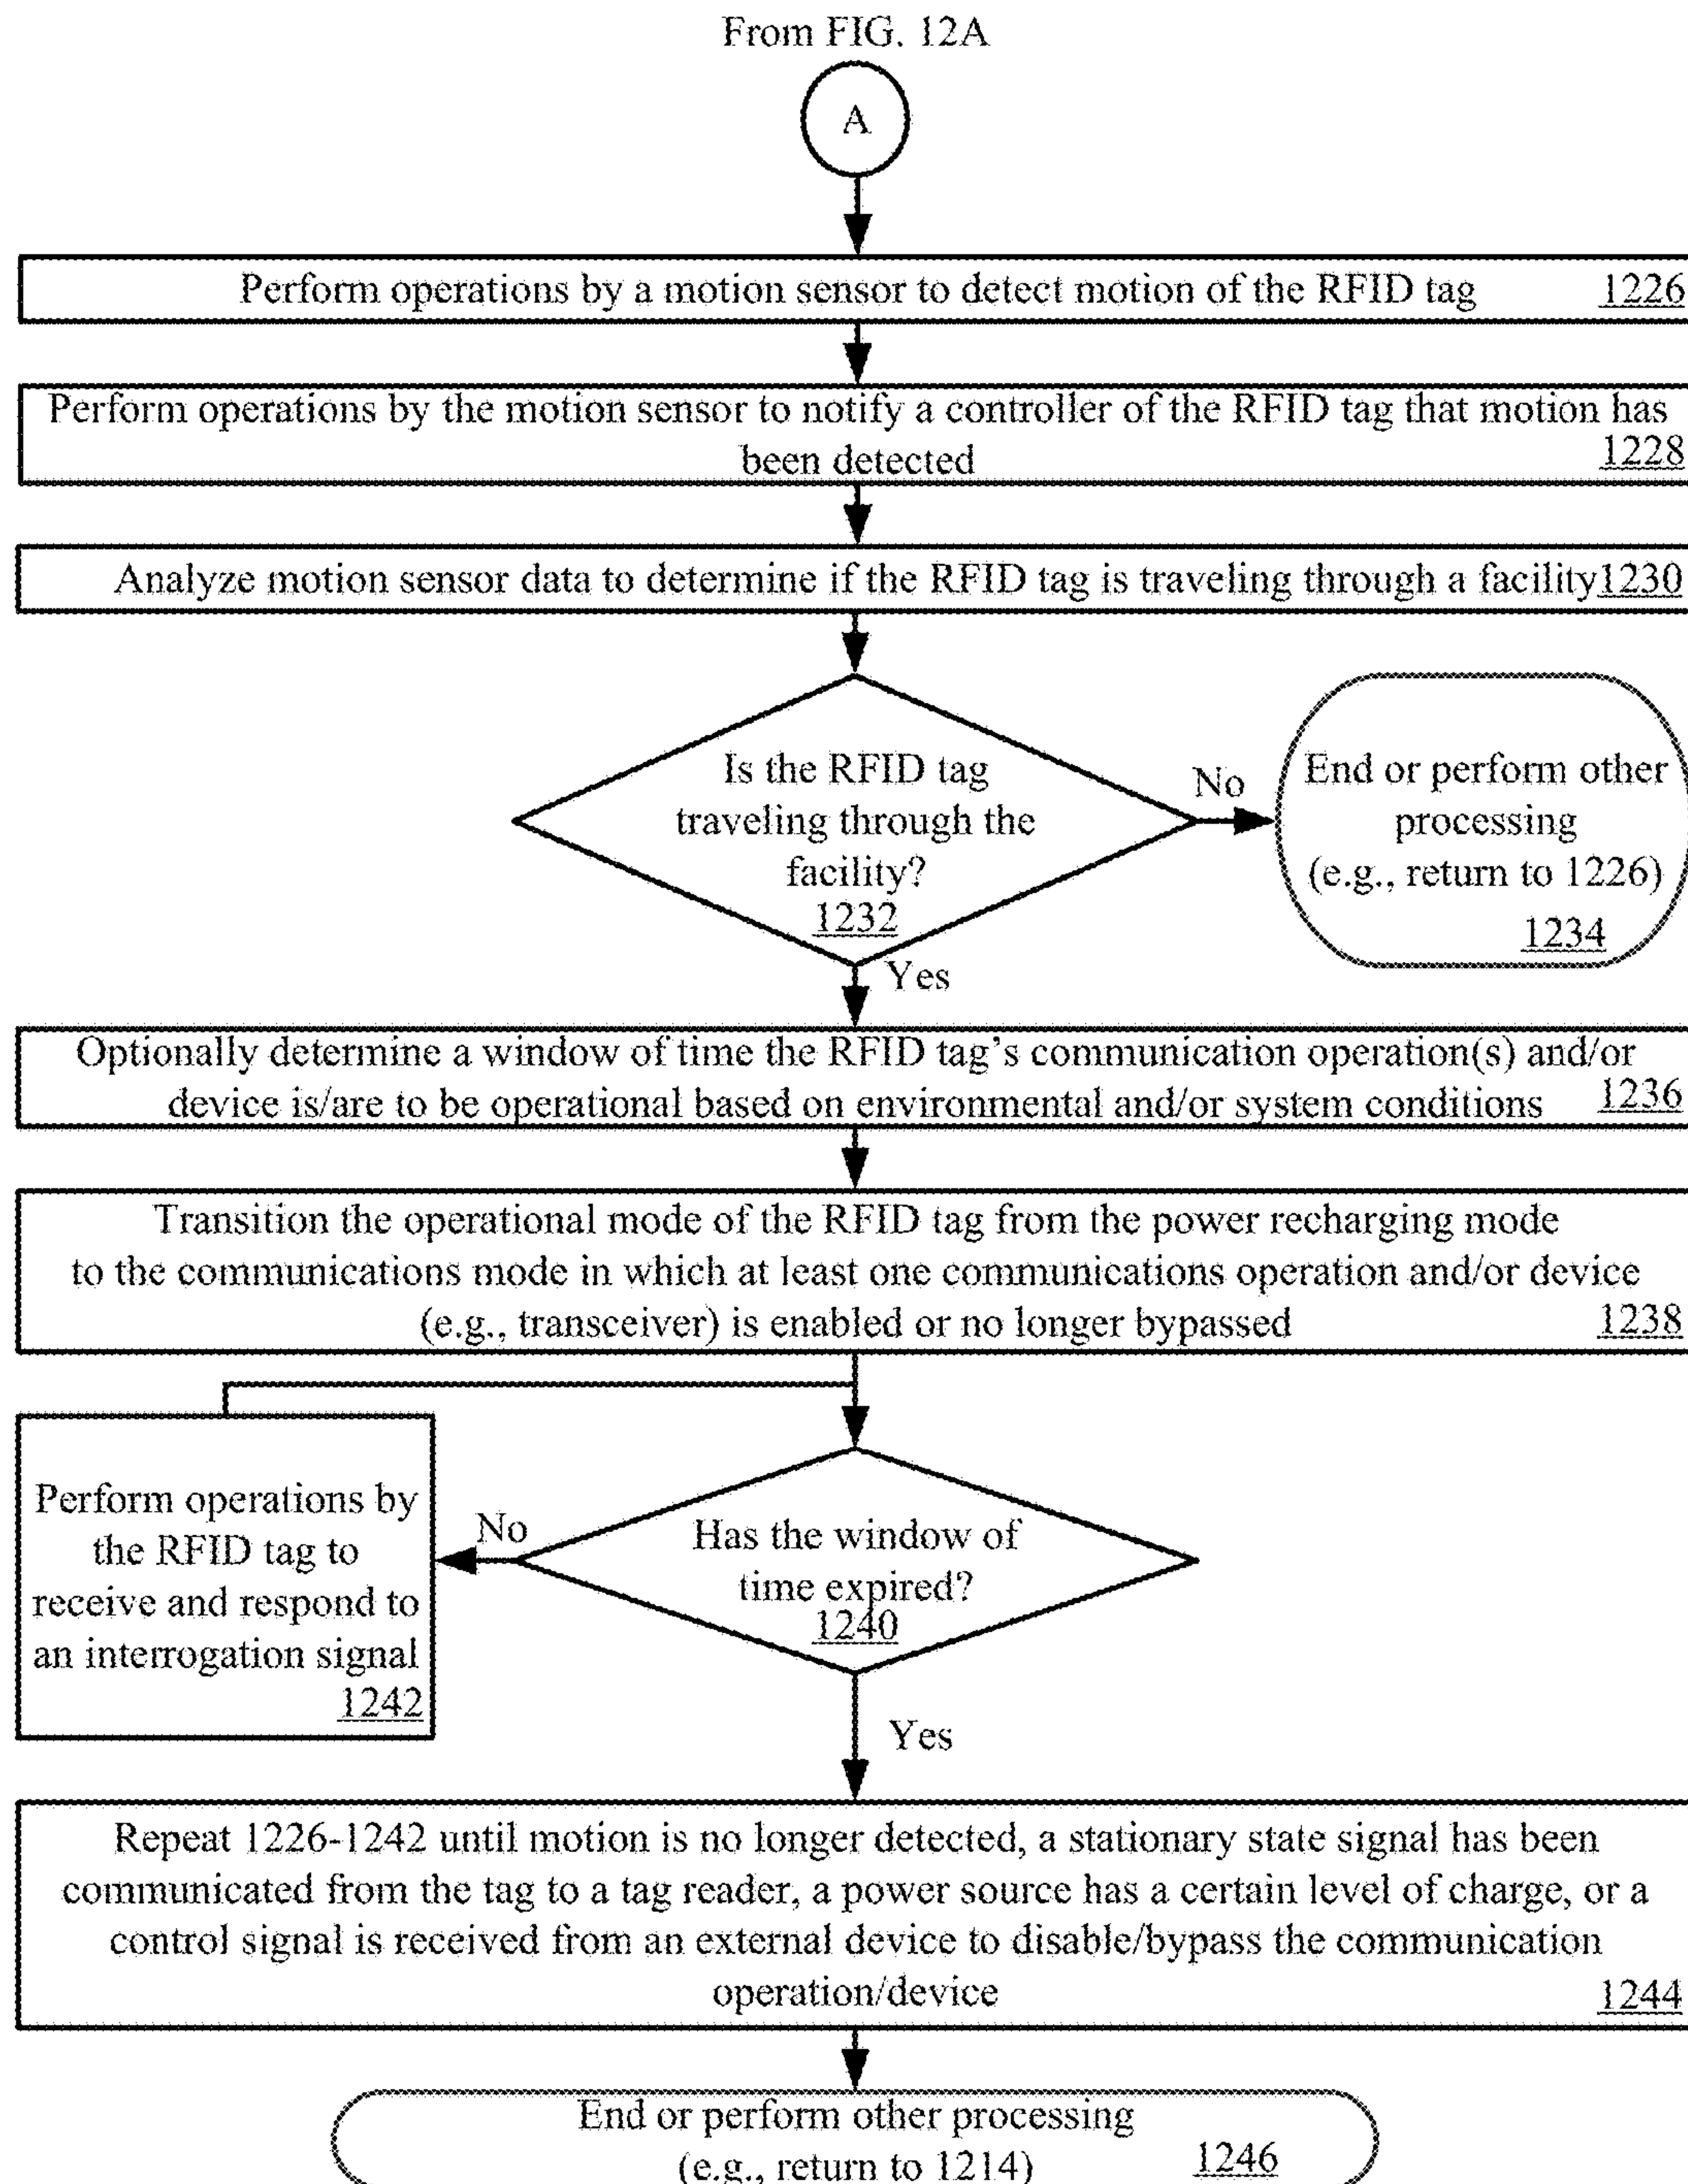 From FIG. 12A
A
Perform operations by a motion sensor to detect motion of the RFID tag 1226
Perform operations by the motion sensor to notify a controller of the RFID tag that motion has
been detected 1228
Analyze motion sensor data to determine if the RFID tag is traveling through a facility 1230
Is the RFID tag
traveling through the
facility?
1232
No
End or perform other
processing
(e.g., return to 1226)
1234
Yes
Optionally determine a window of time the RFID tag's communication operation(s) and/or
device is/are to be operational based on environmental and/or system conditions 1236
Transition the operational mode of the RFID tag from the power recharging mode
to the communications mode in which at least one communications operation and/or device
(e.g., transceiver) is enabled or no longer bypassed 1238
Has the window of
time expired?
1240
No
Perform operations by
the RFID tag to
receive and respond to
an interrogation signal
1242
Yes
Repeat 1226-1242 until motion is no longer detected, a stationary state signal has been
communicated from the tag to a tag reader, a power source has a certain level of charge, or a
control signal is received from an external device to disable/bypass the communication
operation/device 1244
End or perform other processing
(e.g., return to 1214) 1246